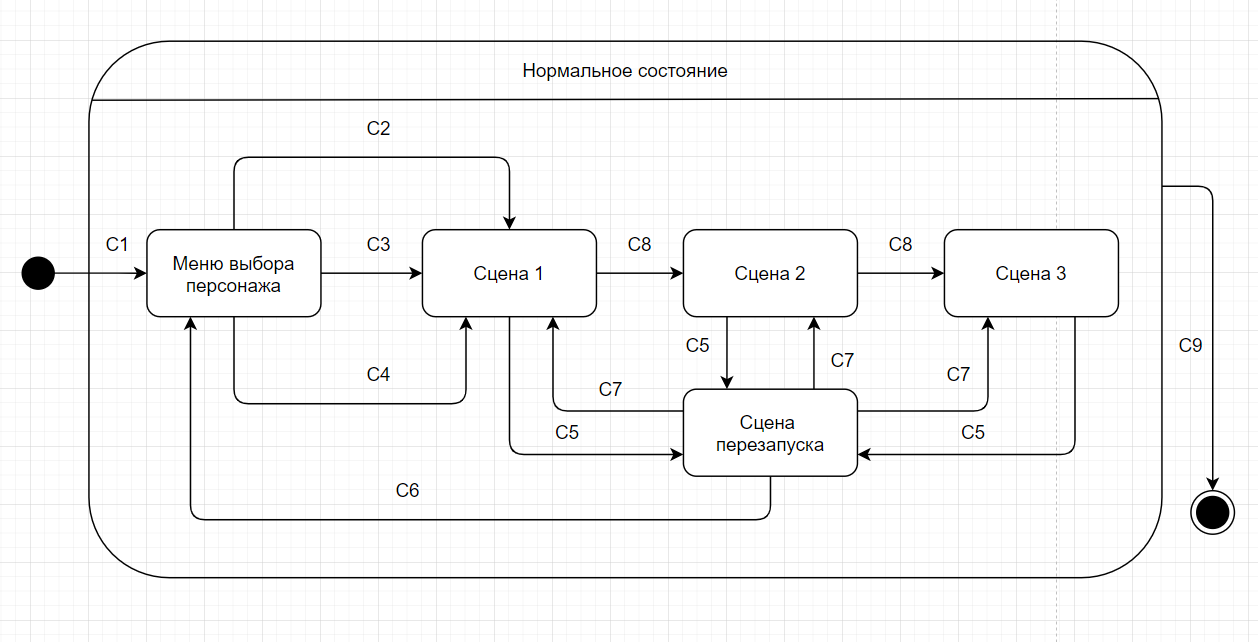 Нормальное состояние
C2
C1
C3
C8
C8
Меню выбора
персонажа
Сцена 1
Сцена 2
Сцена 3
C5
C7
C9
C4
C7
C7
Сцена
перезапуска
C5
C5
C6